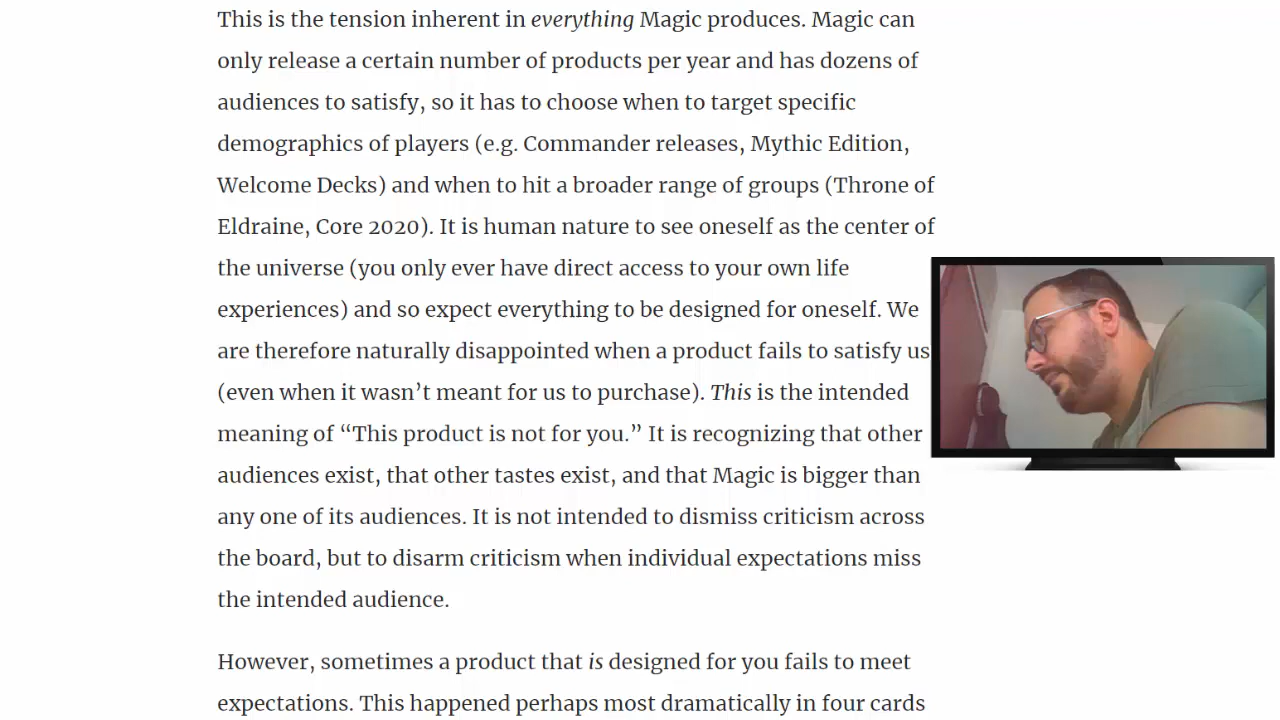 This is the tension inherent in everything Magic produces. Magic can
only release a certain number of products per year and has dozens of
audiences to satisfy, so it has to choose when to target specific
demographics of players (e.g. Commander releases, Mythic Edition,
Welcome Decks) and when to hit a broader range of groups (Throne of
Eldraine, Core 2020). It is human nature to see oneself as the center of
the universe (you only ever have direct access to your own life
experiences) and so expect everything to be designed for oneself. We
are therefore naturally disappointed when a product fails to satisfy us
(even when it wasn’t meant for us to purchase). This is the intended
meaning of “This product is not for you.” It is recognizing that other
audiences exist, that other tastes exist, and that Magic is bigger than
any one of its audiences. It is not intended to dismiss criticism across
the board, but to disarm criticism when individual expectations miss
the intended audience.
However, sometimes a product that is designed for you fails to meet
expectations. This happened perhaps most dramatically in four cards